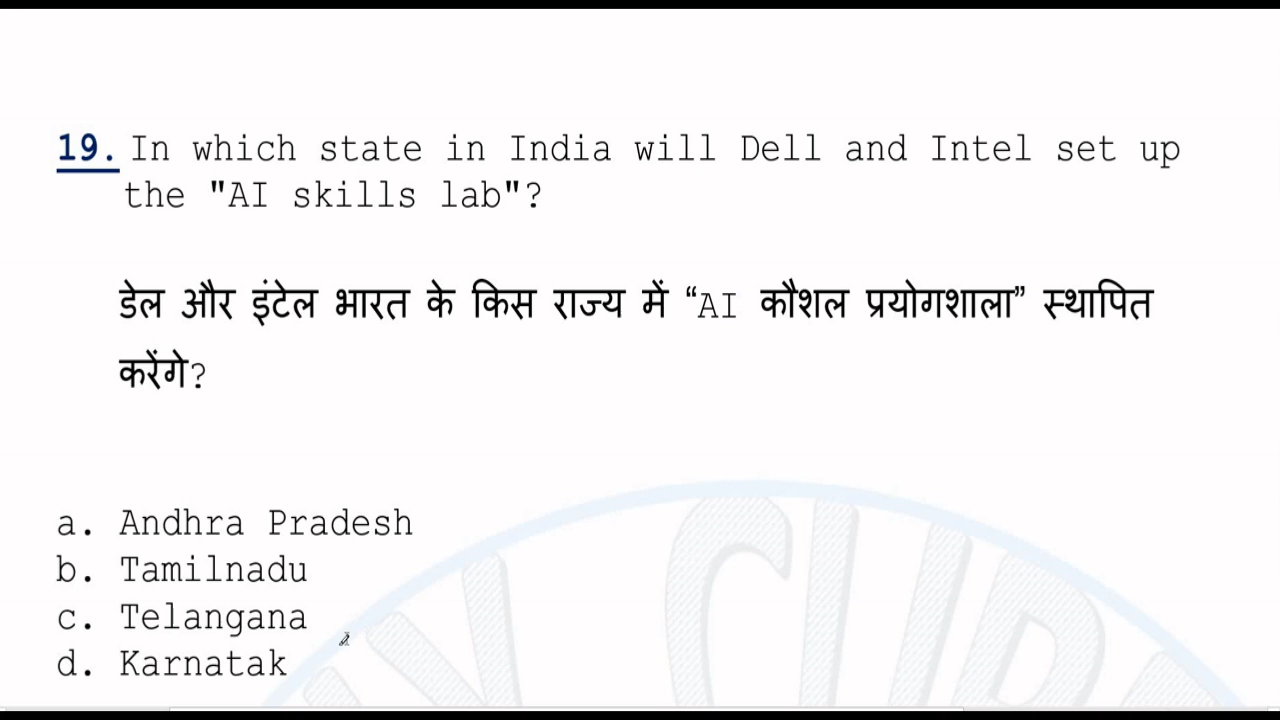 19. In which state in India will Dell and Intel set up
the "AI skills lab"?
डेल और इंटेल भारत के किस राज्य में “AI कौशल प्रयोगशाला” स्थापित
करेंगे?
a. Andhra Pradesh
b. Tamilnadu
c. Telangana
d. Karnatak